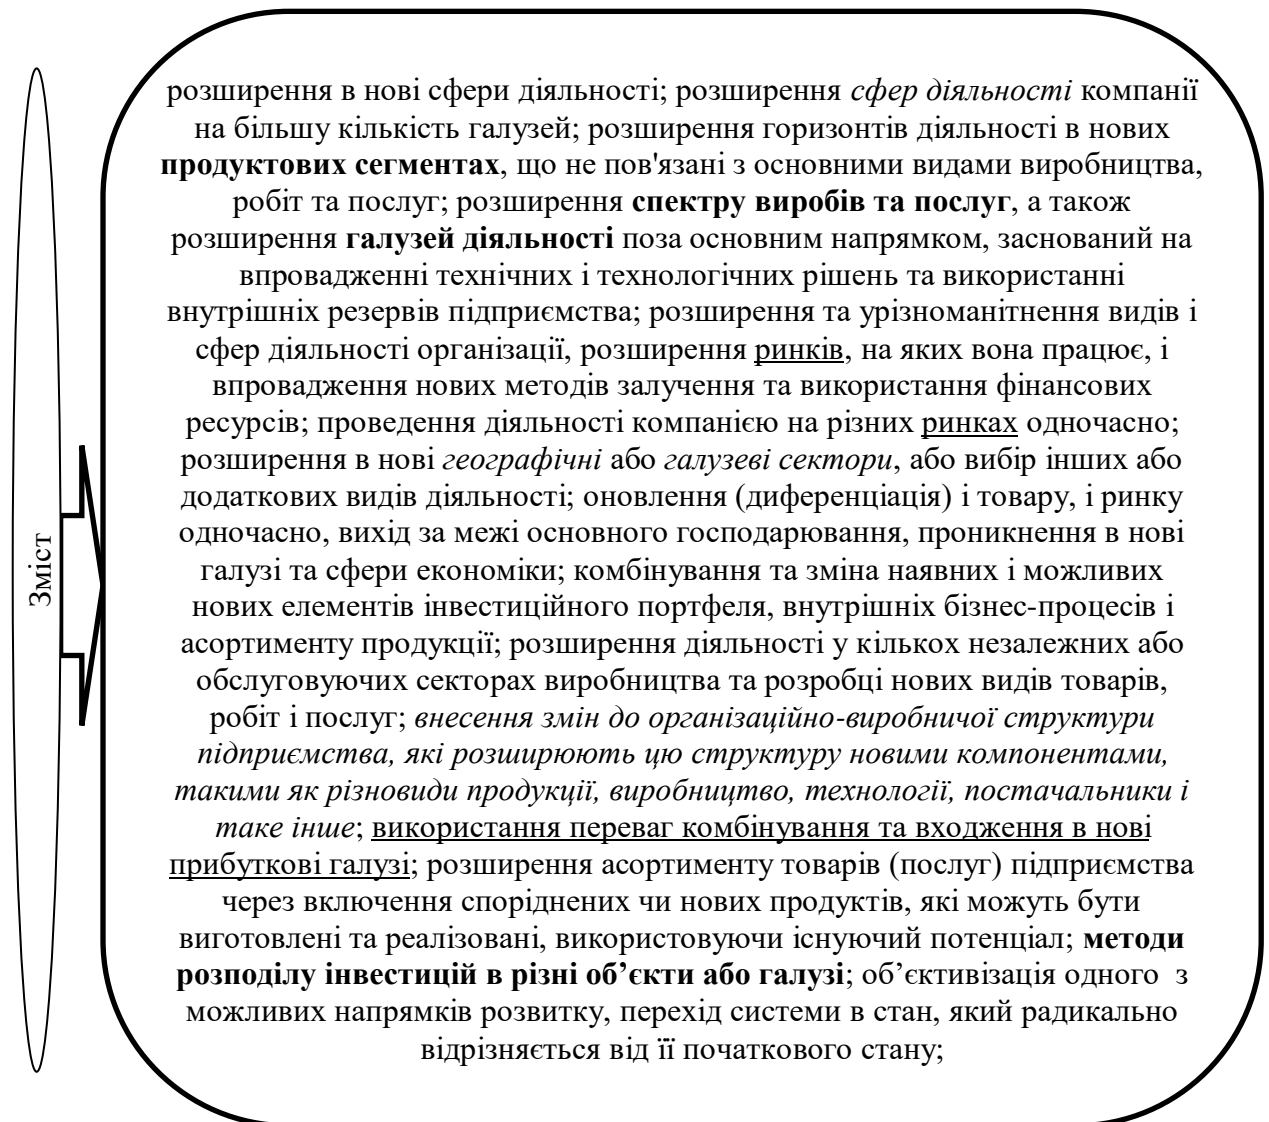 Зміст
розширення в нові сфери діяльності; розширення сфер діяльності компанії
на більшу кількість галузей; розширення горизонтів діяльності в нових
продуктових сегментах, що не пов'язані з основними видами виробництва,
робіт та послуг; розширення спектру виробів та послуг, а також
розширення галузей діяльності поза основним напрямком, заснований на
впровадженні технічних і технологічних рішень та використанні
внутрішніх резервів підприємства; розширення та урізноманітнення видів і
сфер діяльності організації, розширення ринків, на яких вона працює, і
впровадження нових методів залучення та використання фінансових
ресурсів; проведення діяльності компанією на різних ринках одночасно;
розширення в нові географічні або галузеві сектори, або вибір інших або
додаткових видів діяльності; оновлення (диференціація) і товару, і ринку
одночасно, вихід за межі основного господарювання, проникнення в нові
галузі та сфери економіки; комбінування та зміна наявних і можливих
нових елементів інвестиційного портфеля, внутрішніх бізнес-процесів і
асортименту продукції; розширення діяльності у кількох незалежних або
обслуговуючих секторах виробництва та розробці нових видів товарів,
робіт і послуг; внесення змін до організаційно-виробничої структури
підприємства, які розширюють цю структуру новими компонентами,
такими як різновиди продукції, виробництво, технології, постачальники і
таке інше; використання переваг комбінування та входження в нові
прибуткові галузі; розширення асортименту товарів (послуг) підприємства
через включення споріднених чи нових продуктів, які можуть бути
виготовлені та реалізовані, використовуючи існуючий потенціал; методи
розподілу інвестицій в різні об’єкти або галузі; об’єктивізація одного з
можливих напрямків розвитку, перехід системи в стан, який радикально
відрізняється від її початкового стану;